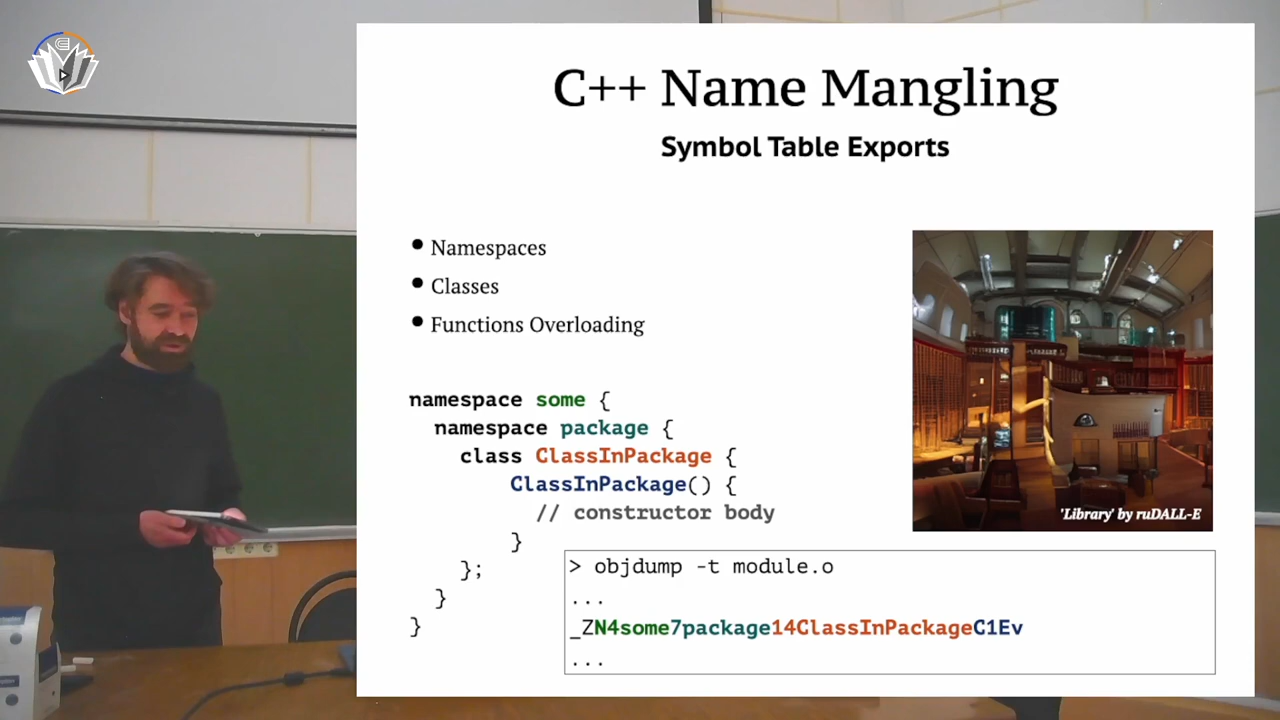 C++ Name Mangling
Symbol Table Exports
• Namespaces
• Classes
• Functions Overloading
namespace some {
namespace package {
class ClassInPackage {
ClassInPackage() {
// constructor body
}
};
}
}
'Library' by ruDALL-E
> objdump -t module.o
...
_ZN4some7package14ClassInPackageC1Ev
...